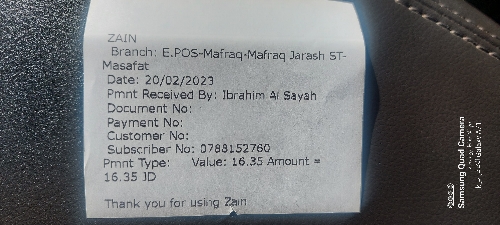 ZAIN
Branch: E.POS-Mafraq-Mafraq Jarash ST-
Masafat
Date: 20/02/2023
Pmnt Received By: Ibrahim Al Sayah
Document No:
Payment No:
Customer No:
Subscriber No: 0788152760
Pmnt Type: Value: 16.35 Amount =
16.35 JD
Thank you for using Zain
Samsung Quad Camera